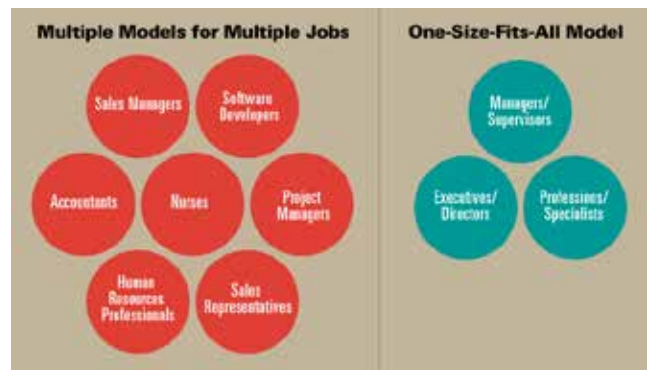 Multiple Models for Multiple Jobs
Sales Managers
Software
Developers
Accountants
Nurses
Project
Managers
Human
Resources
Professionals
Sales
Representatives
One-Size-Fits-All Model
Managers/
Supervisors
Executives/
Directors
Professions/
Specialists